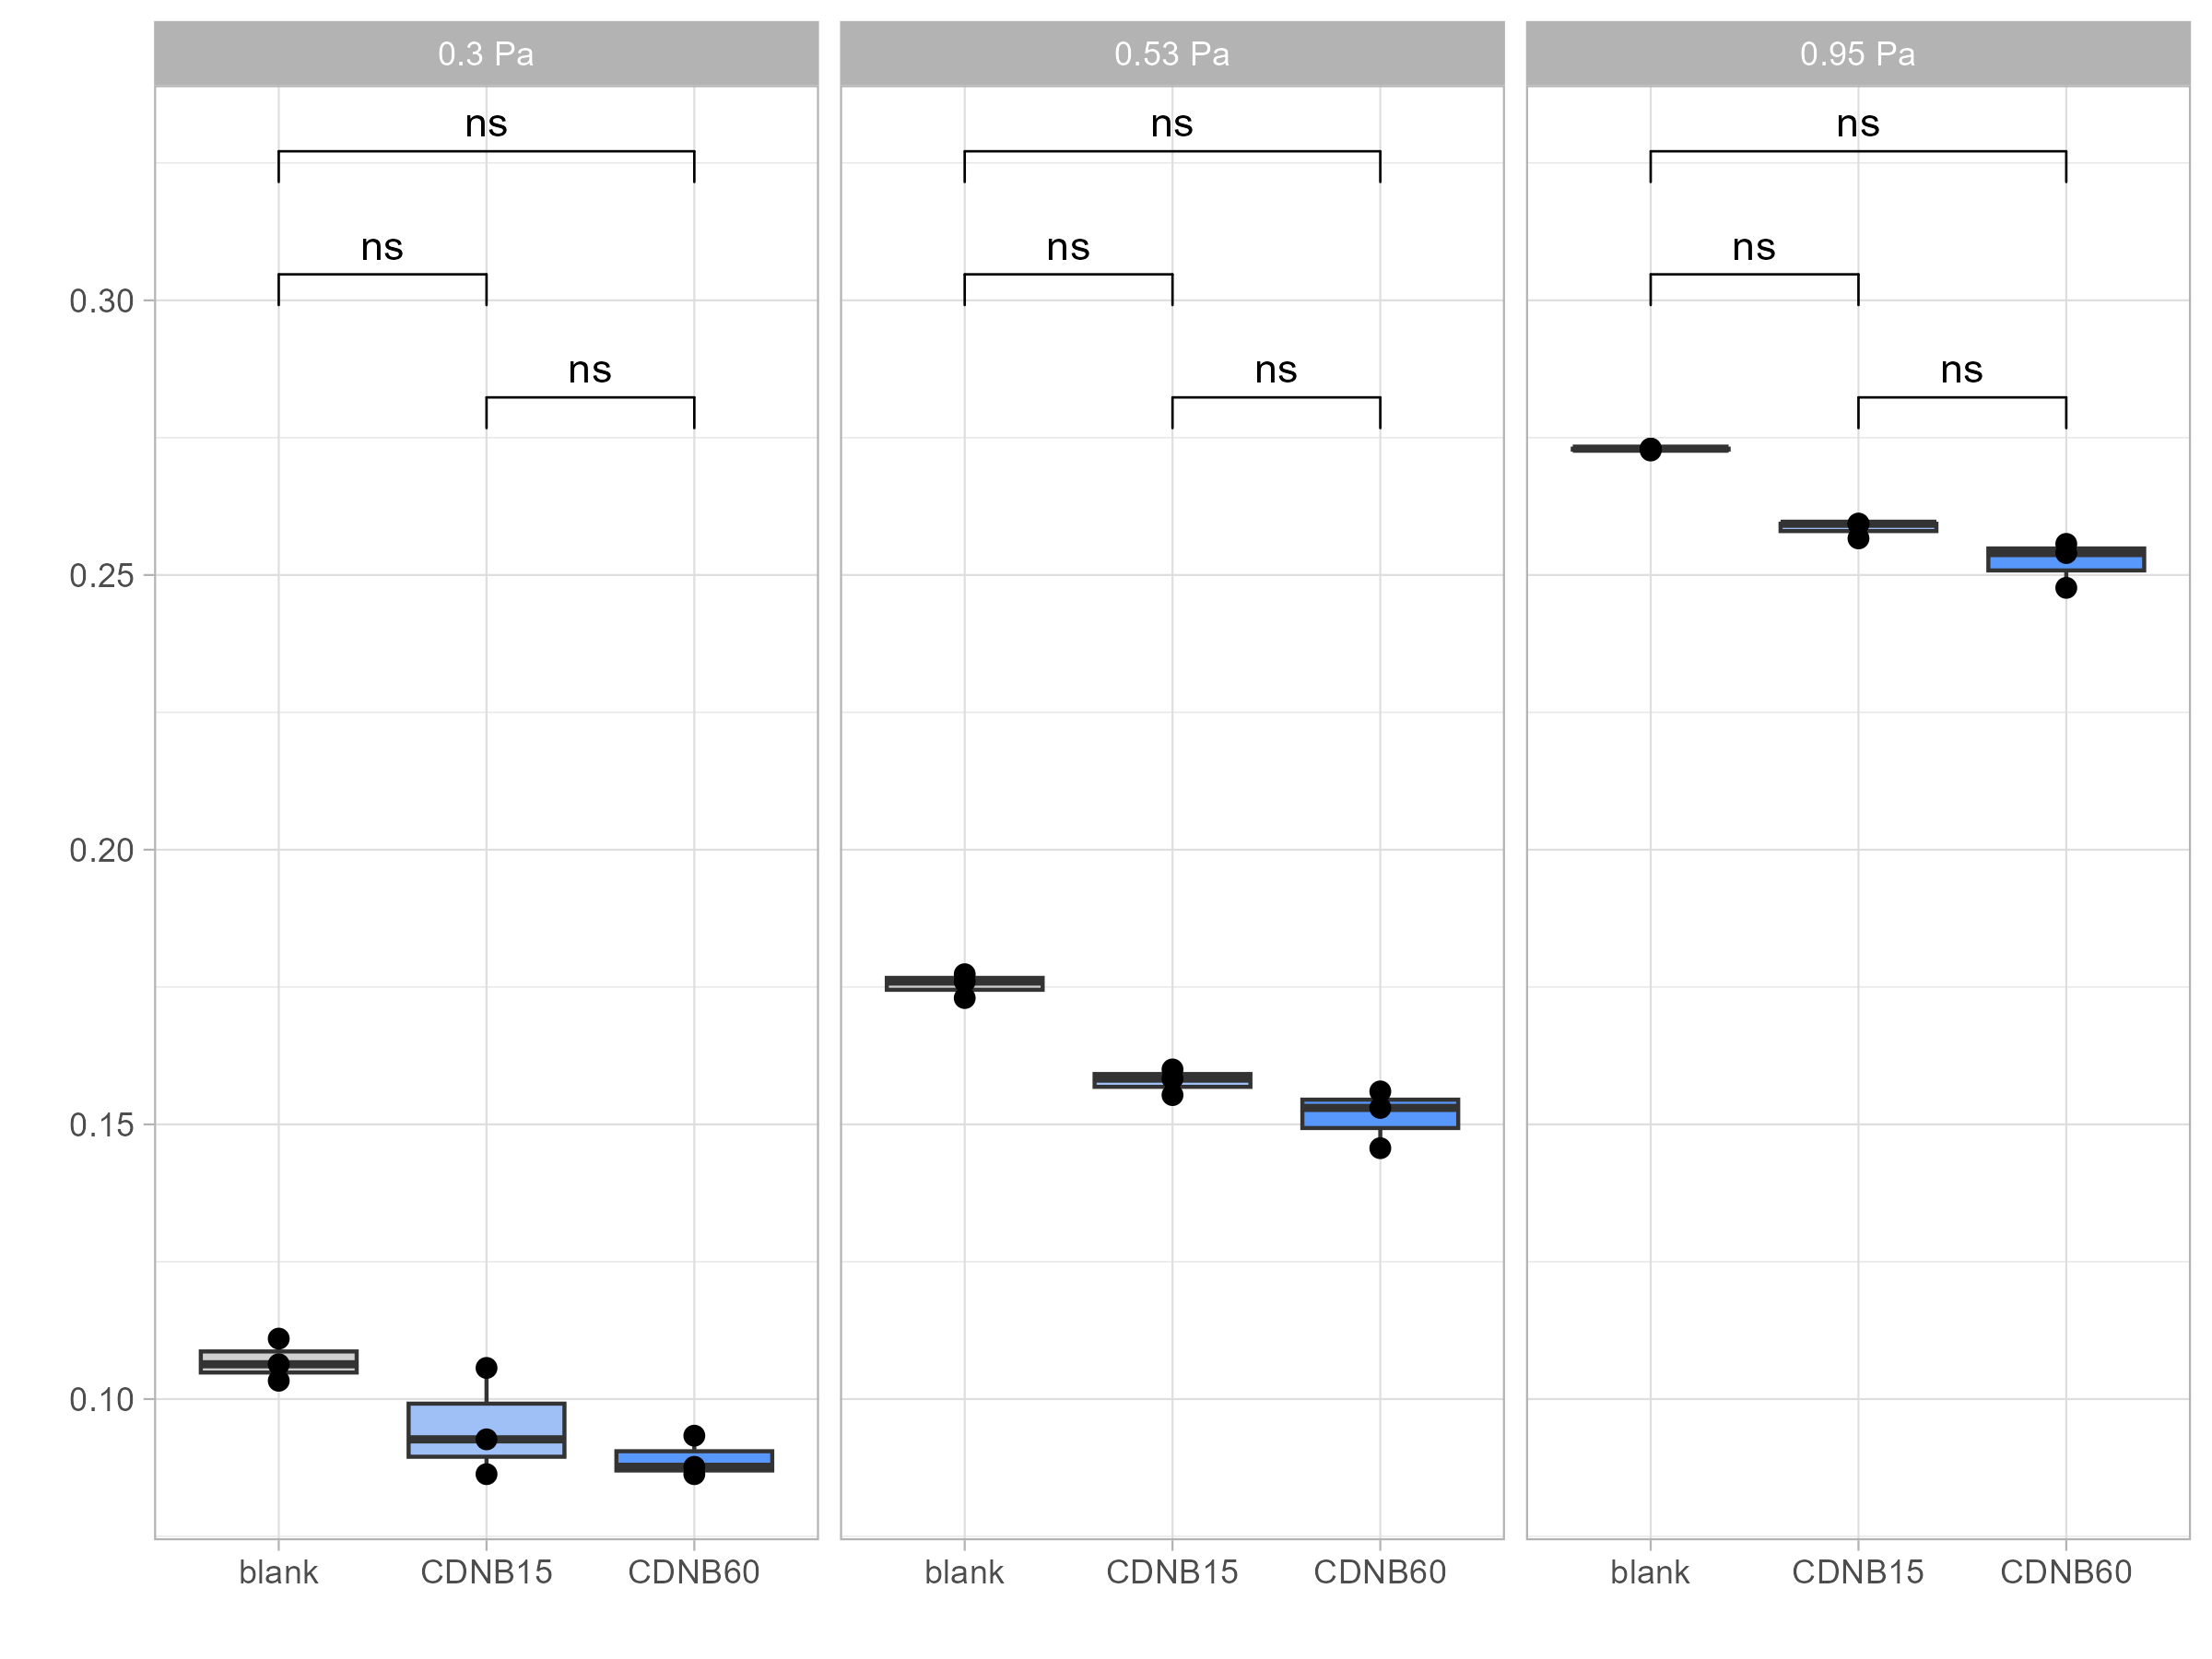 0.3 Pa 0.53 Pa 0.95 Pa
ns ns ns
ns ns ns
0.30
ns ns ns
0.25
0.20
0.15
0.10
blank CDNB15 CDNB60 blank CDNB15 CDNB60 blank CDNB15 CDNB60